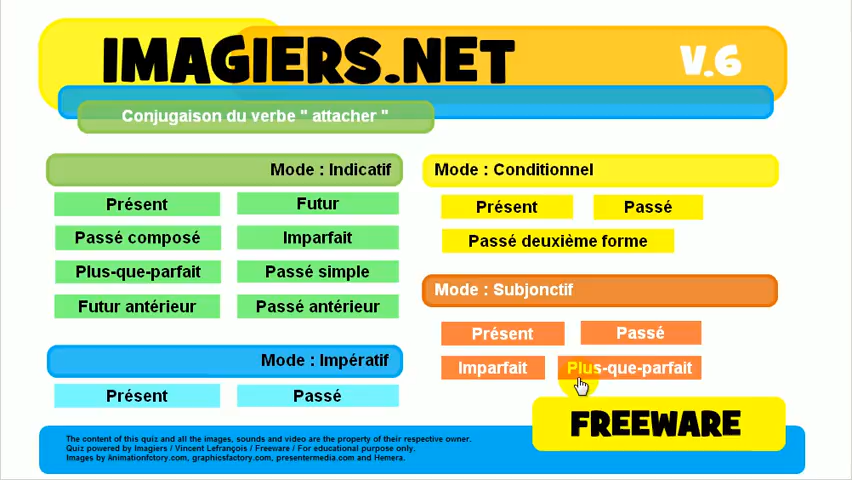 IMAGIERS.NET
V.6
Conjugaison du verbe " attacher "
Mode : Indicatif
Présent
Futur
Passé composé
Imparfait
Plus-que-parfait
Passé simple
Futur antérieur
Passé antérieur
Mode : Impératif
Présent
Passé
Mode : Conditionnel
Présent
Passé
Passé deuxième forme
Mode : Subjonctif
Présent
Passé
Imparfait
Plus-que-parfait
FREEWARE
The content of this quiz and all the images, sounds and video are the property of their respective owner.
Quiz powered by Imagiers / Vincent Lefrançois / Freeware / For educational purpose only.
Images by Animationfctory.com, graphicsfactory.com, presentermedia.com and Hemera.